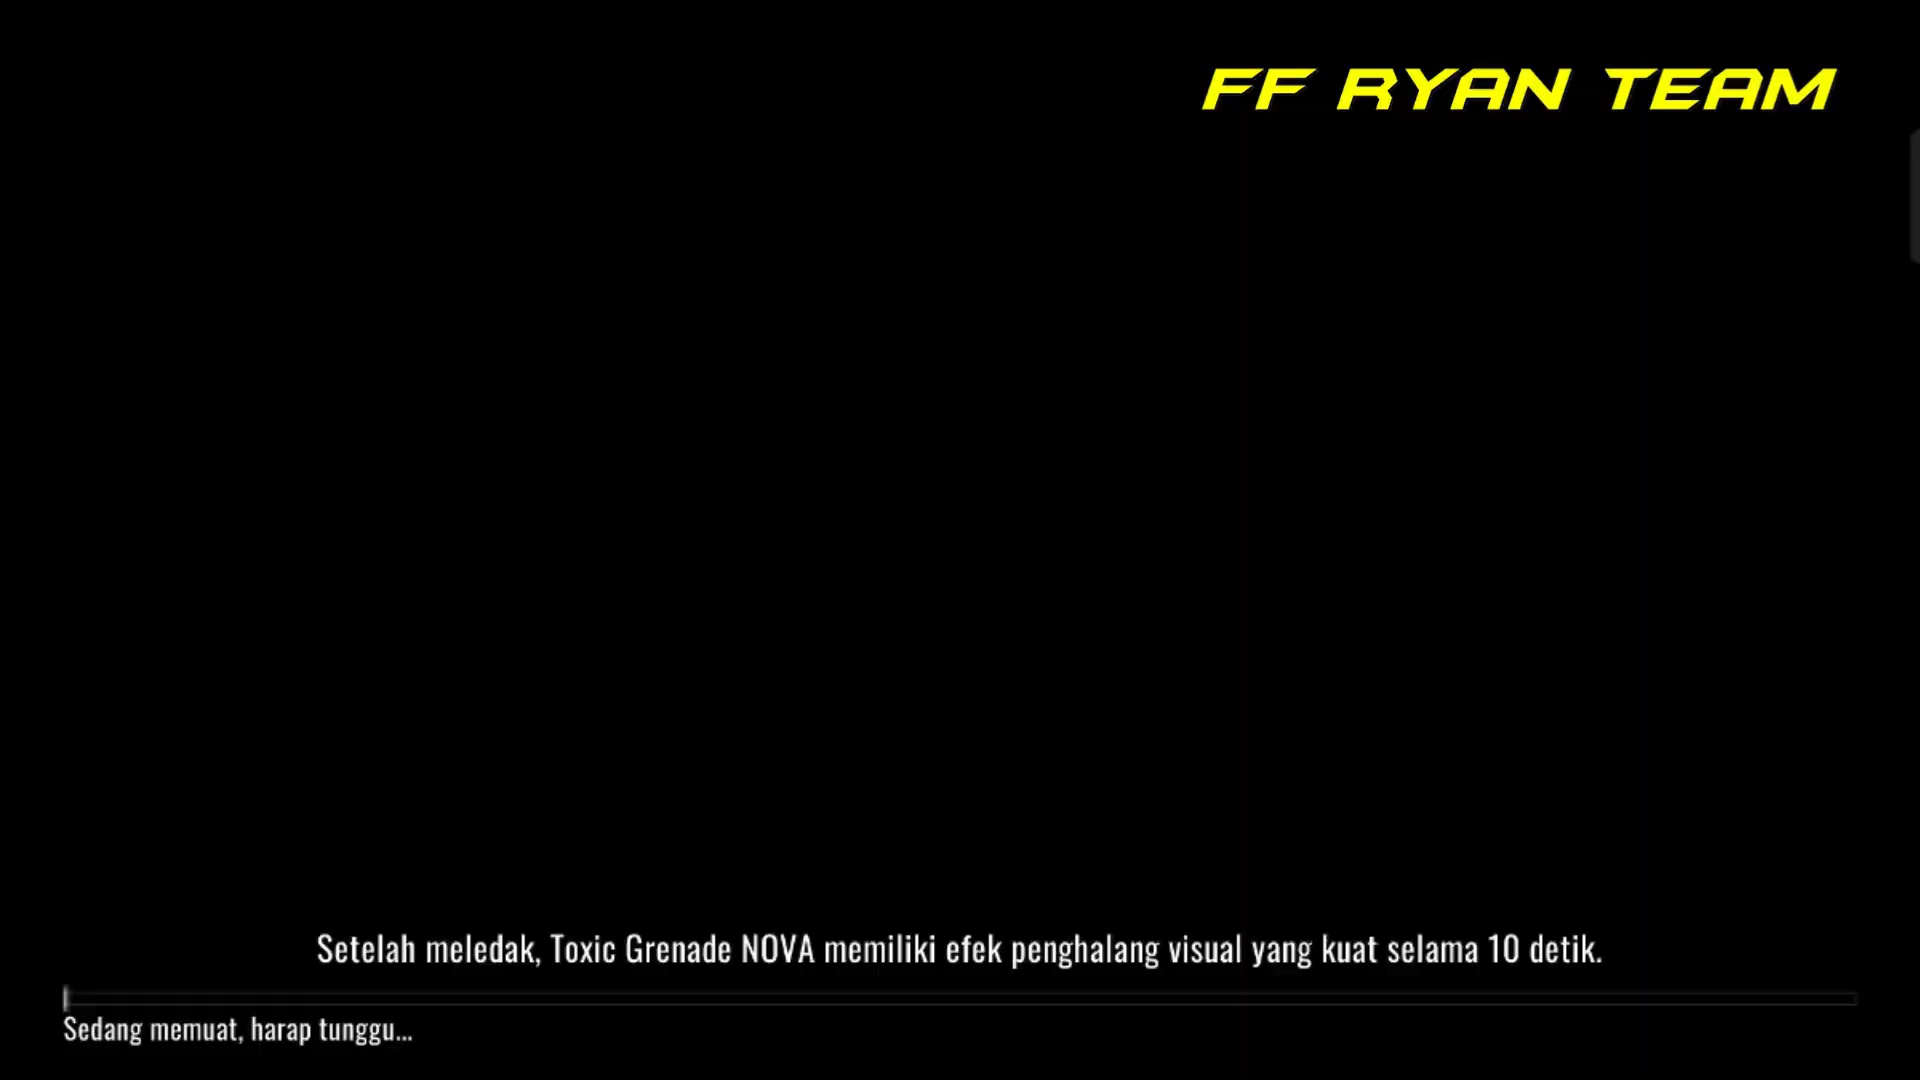 FF RYAN TEAM
Setelah meledak, Toxic Grenade NOVA memiliki efek penghalang visual yang kuat selama 10 detik.
Sedang memuat, harap tunggu...